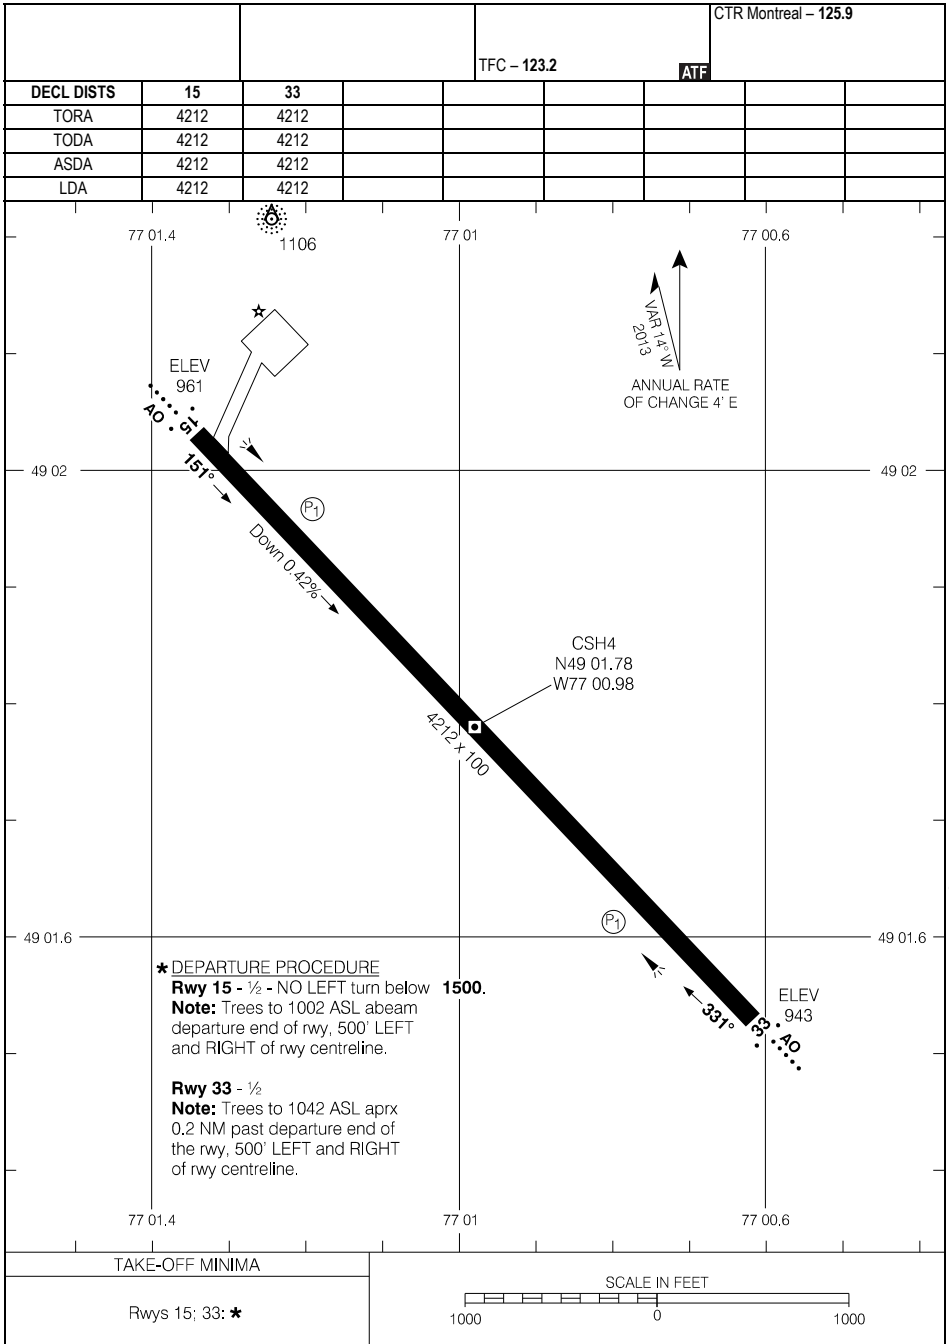 CTR Montreal – 125.9
TFC – 123.2
ATF
DECL DISTS 15 33
TORA 4212 4212
TODA 4212 4212
ASDA 4212 4212
LDA 4212 4212
77 01.4 77 01 77 00.6
1106
VAR 14° W
2013
ANNUAL RATE
OF CHANGE 4' E
ELEV
961
AO
15
151°
49 02 49 02
P1
Down 0.42%
CSH4
N49 01.78
W77 00.98
4212 x 100
P1
49 01.6 49 01.6
* DEPARTURE PROCEDURE
Rwy 15 - ½ - NO LEFT turn below 1500.
Note: Trees to 1002 ASL abeam
departure end of rwy, 500' LEFT
and RIGHT of rwy centreline.
331°
33
ELEV
943
AO
Rwy 33 - ½
Note: Trees to 1042 ASL aprx
0.2 NM past departure end of
the rwy, 500' LEFT and RIGHT
of rwy centreline.
77 01.4 77 01 77 00.6
TAKE-OFF MINIMA
Rwys 15; 33: *
SCALE IN FEET
1000 0 1000